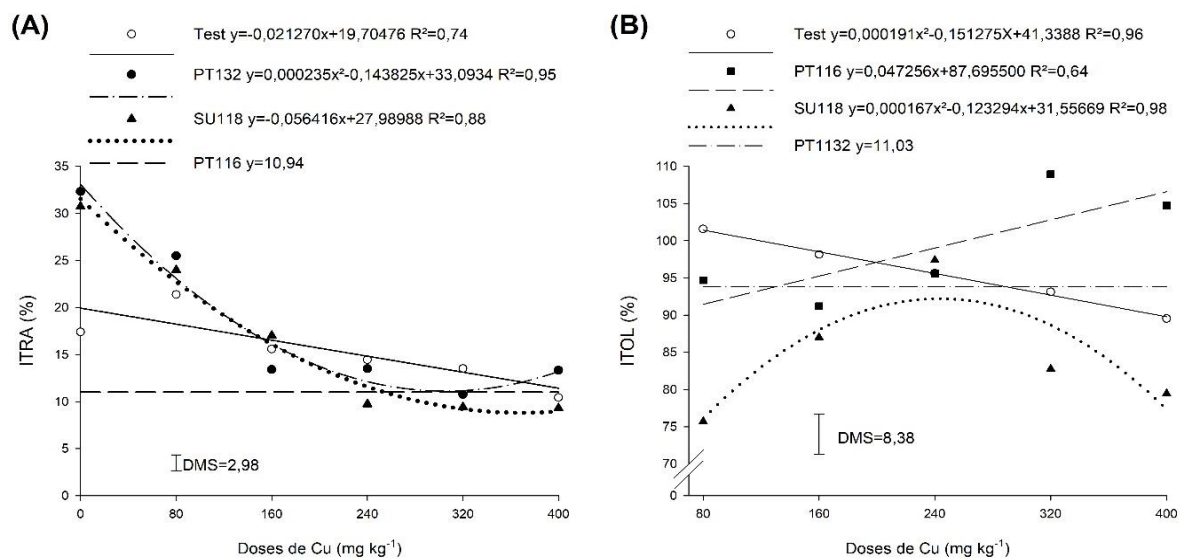 (A)
Test y=-0,021270x+19,70476 R²=0,74
PT132 y=0,000235x²-0,143825x+33,0934 R²=0,95
SU118 y=-0,056416x+27,98988 R²=0,88
PT116 y=10,94
35
30
25
20
15
10
5
0
ITRA (%)
DMS=2,98
0 80 160 240 320 400
Doses de Cu (mg kg⁻¹)
(B)
Test y=0,000191x²-0,151275X+41,3388 R²=0,96
PT116 y=0,047256x+87,695500 R²=0,64
SU118 y=0,000167x²-0,123294x+31,55669 R²=0,98
PT1132 y=11,03
110
105
100
95
90
85
80
75
70
0
ITOL (%)
DMS=8,38
80 160 240 320 400
Doses de Cu (mg kg⁻¹)